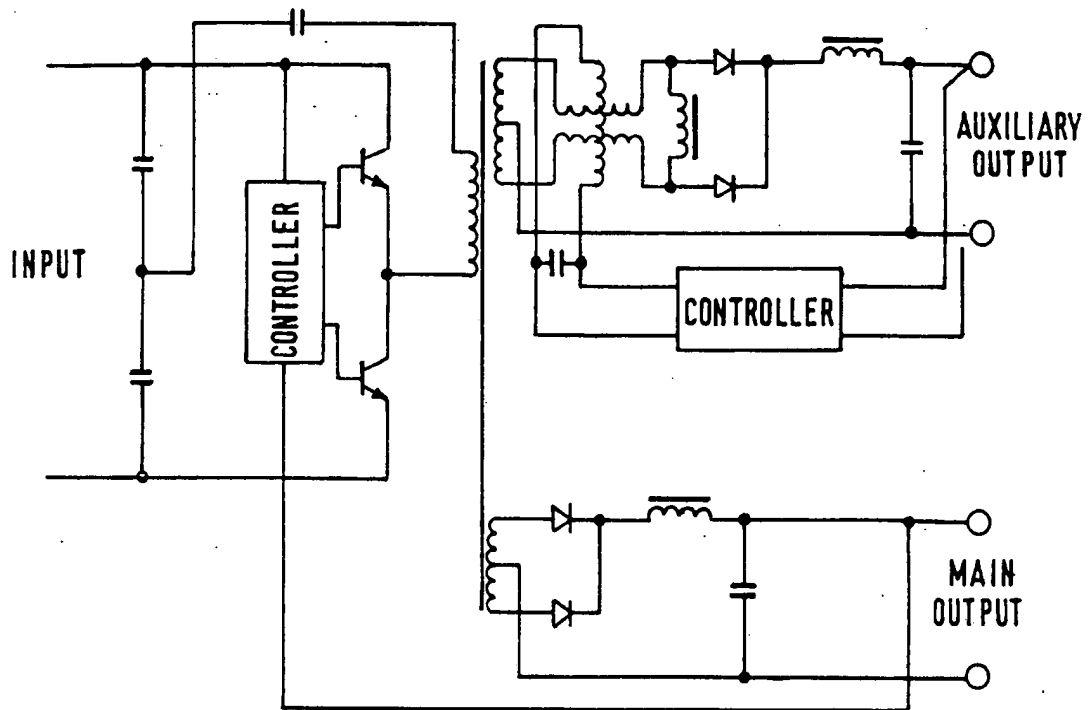 AUXILIARY
OUTPUT
INPUT
CONTROLLER
CONTROLLER
MAIN
OUTPUT